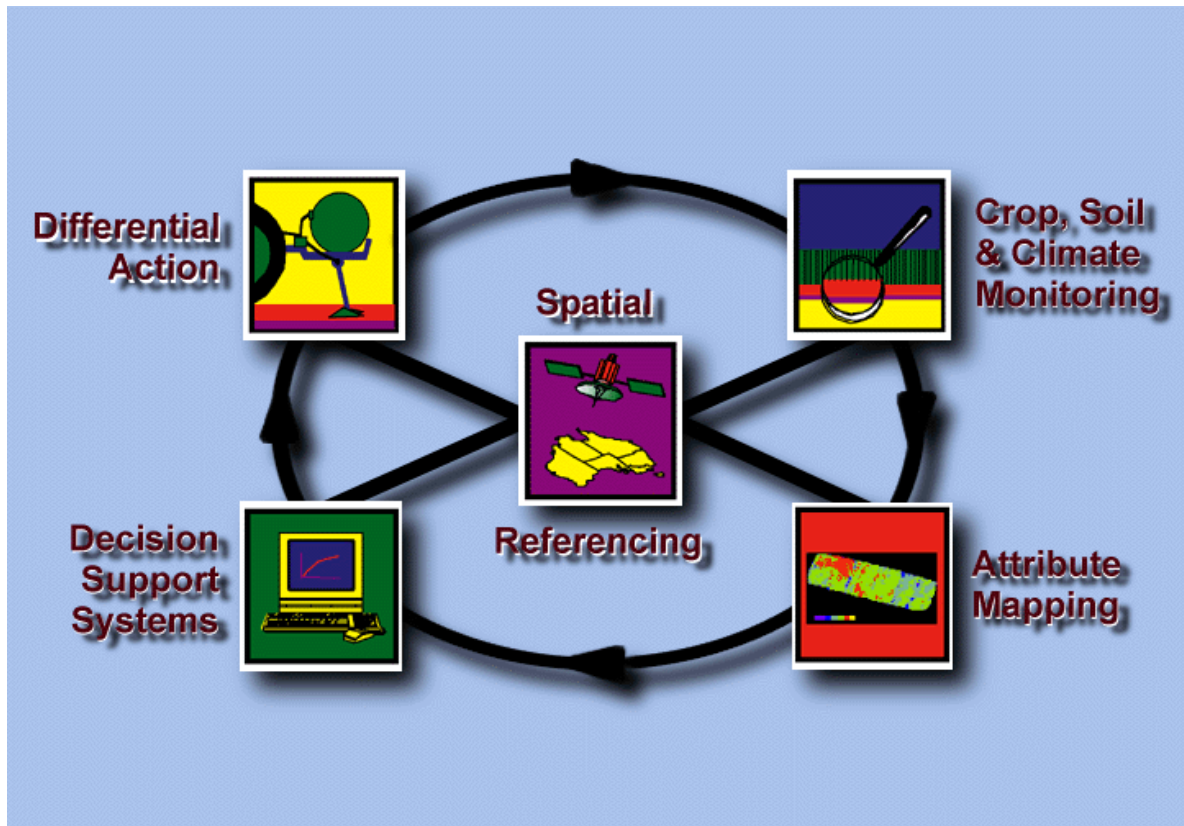 Differential
Action
Crop, Soil
& Climate
Monitoring
Spatial
Referencing
Decision
Support
Systems
Attribute
Mapping